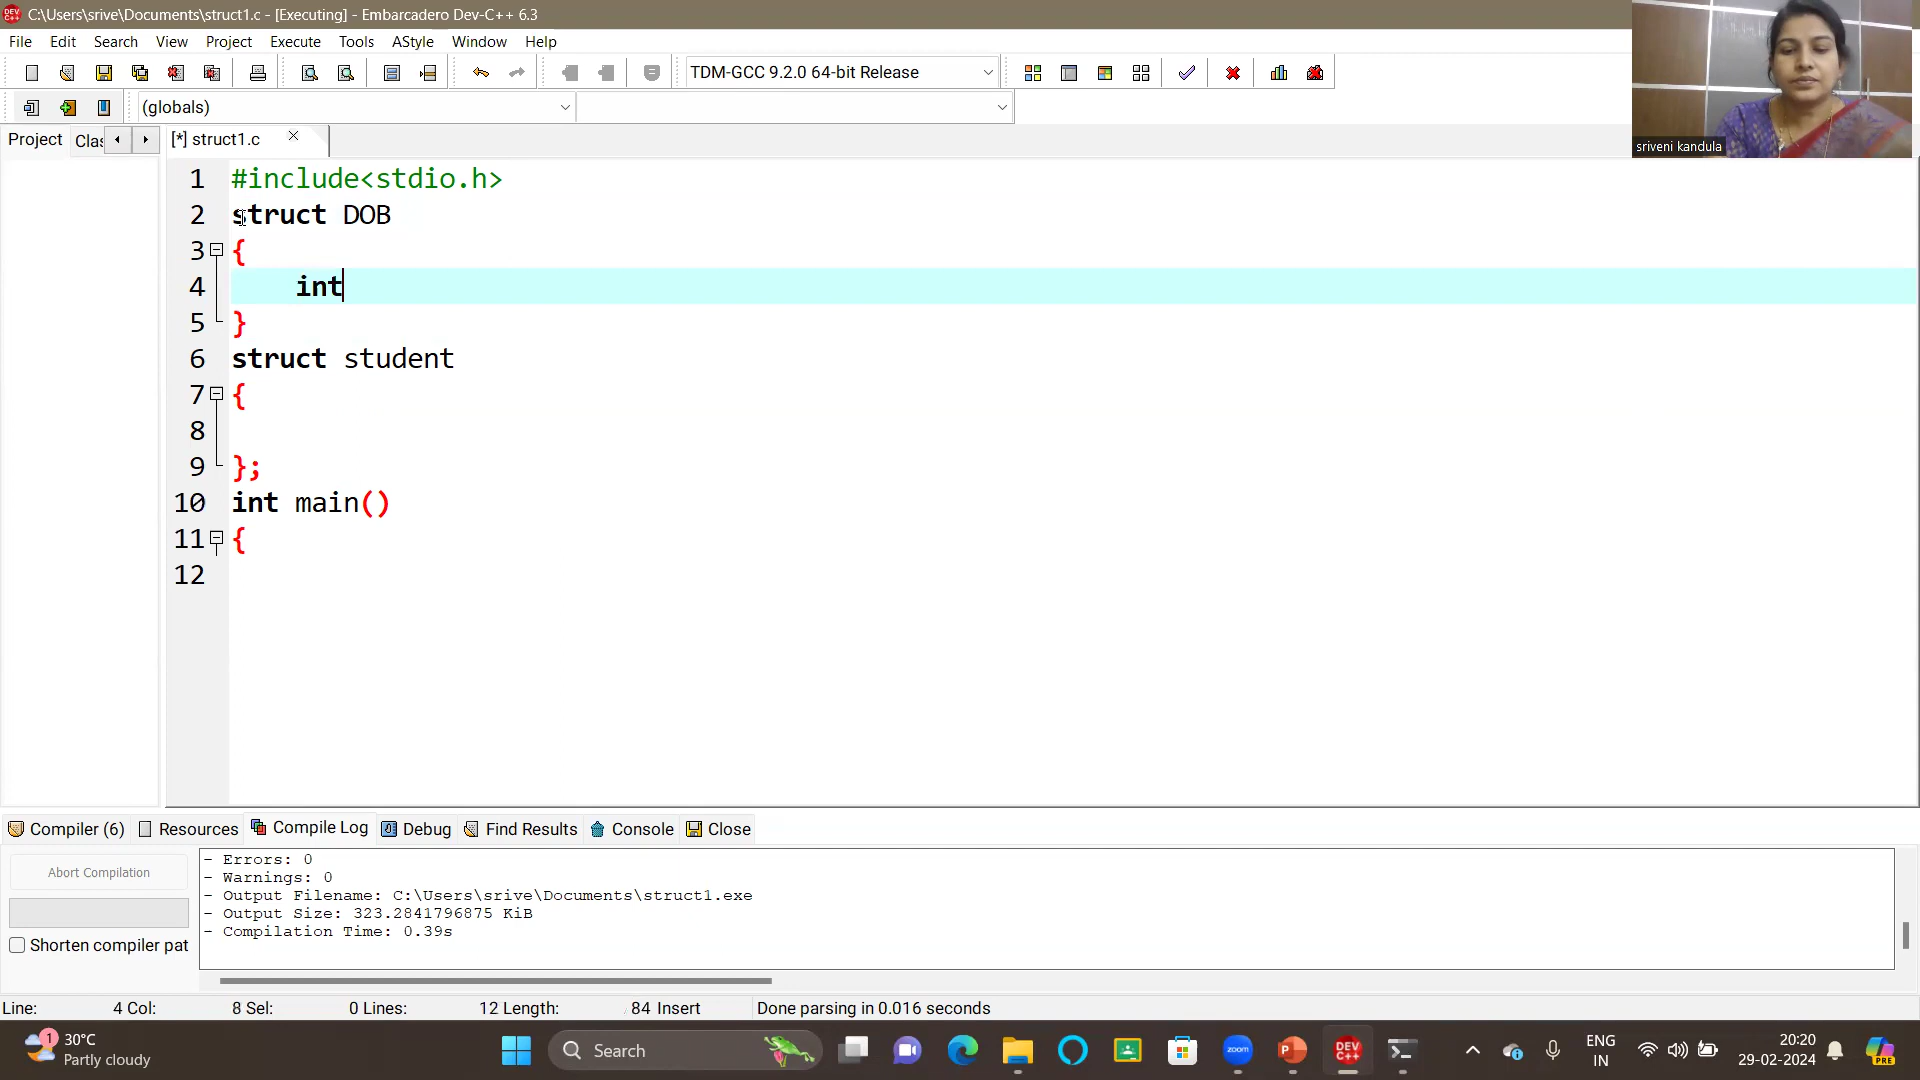 C:\Users\srive\Documents\struct1.c - [Executing] - Embarcadero Dev-C++ 6.3
File Edit Search View Project Execute Tools AStyle Window Help
TDM-GCC 9.2.0 64-bit Release
(globals)
Project Clas [*] struct1.c
sriveni kandula
1 #include<stdio.h>
2 struct DOB
3 {
4 int
5 }
6 struct student
7 {
8
9 };
10 int main()
11 {
12
Compiler (6) Resources Compile Log Debug Find Results Console Close
Abort Compilation
Shorten compiler pat
- Errors: 0
- Warnings: 0
- Output Filename: C:\Users\srive\Documents\struct1.exe
- Output Size: 323.2841796875 KiB
- Compilation Time: 0.39s
Line: 4 Col: 8 Sel: 0 Lines: 12 Length: 84 Insert Done parsing in 0.016 seconds
1 30°C
Partly cloudy
Search
zoom
DEV C++
ENG
IN
20:20
29-02-2024
PRE